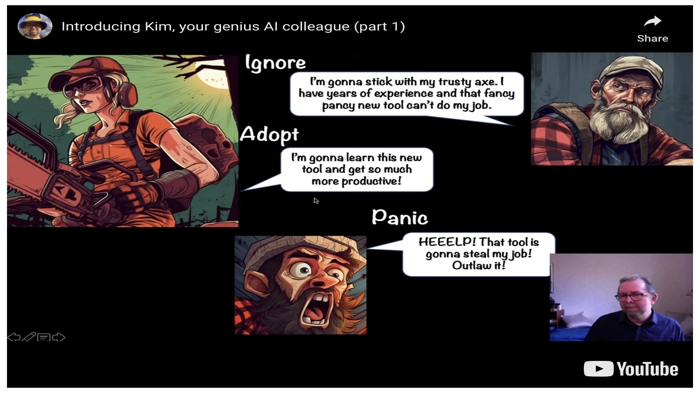 Introducing Kim, your genius AI colleague (part 1)
Share
Ignore
I'm gonna stick with my trusty axe. I
have years of experience and that fancy
pancy new tool can't do my job.
Adopt
I'm gonna learn this new
tool and get so much
more productive!
Panic
HEEELP! That tool is
gonna steal my job!
Outlaw it!
YouTube